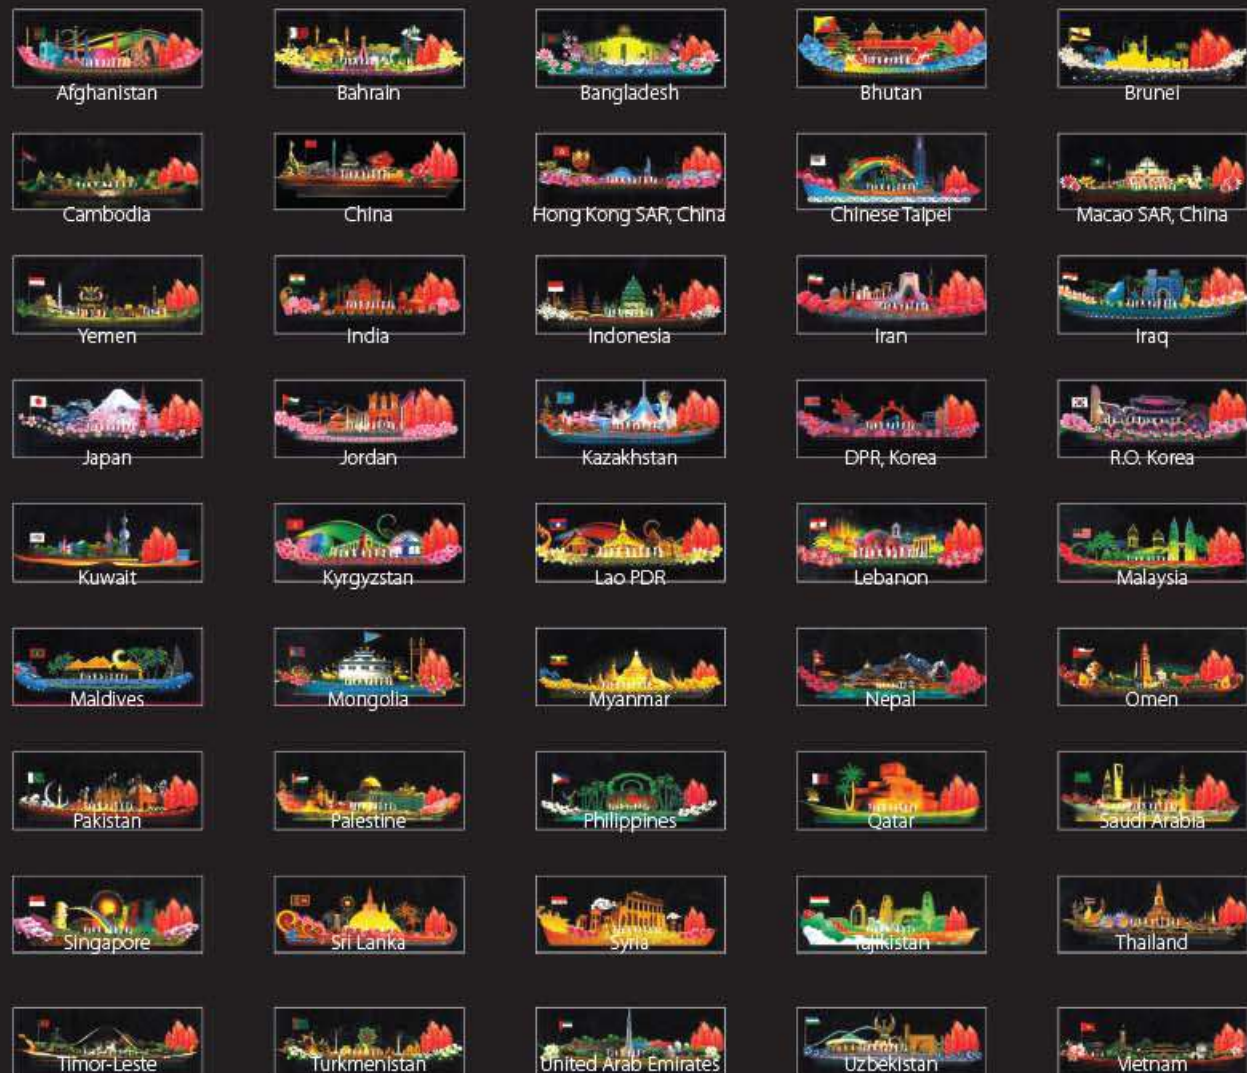 Afghanistan
Bahrain
Bangladesh
Bhutan
Brunei
Cambodia
China
Hong Kong SAR, China
Chinese Taipei
Macao SAR, China
Yemen
India
Indonesia
Iran
Iraq
Japan
Jordan
Kazakhstan
DPR, Korea
R.O. Korea
Kuwait
Kyrgyzstan
Lao PDR
Lebanon
Malaysia
Maldives
Mongolia
Myanmar
Nepal
Omen
Pakistan
Palestine
Philippines
Qatar
Saudi Arabia
Singapore
Sri Lanka
Syria
Tajikistan
Thailand
Timor-Leste
Turkmenistan
United Arab Emirates
Uzbekistan
Vietnam